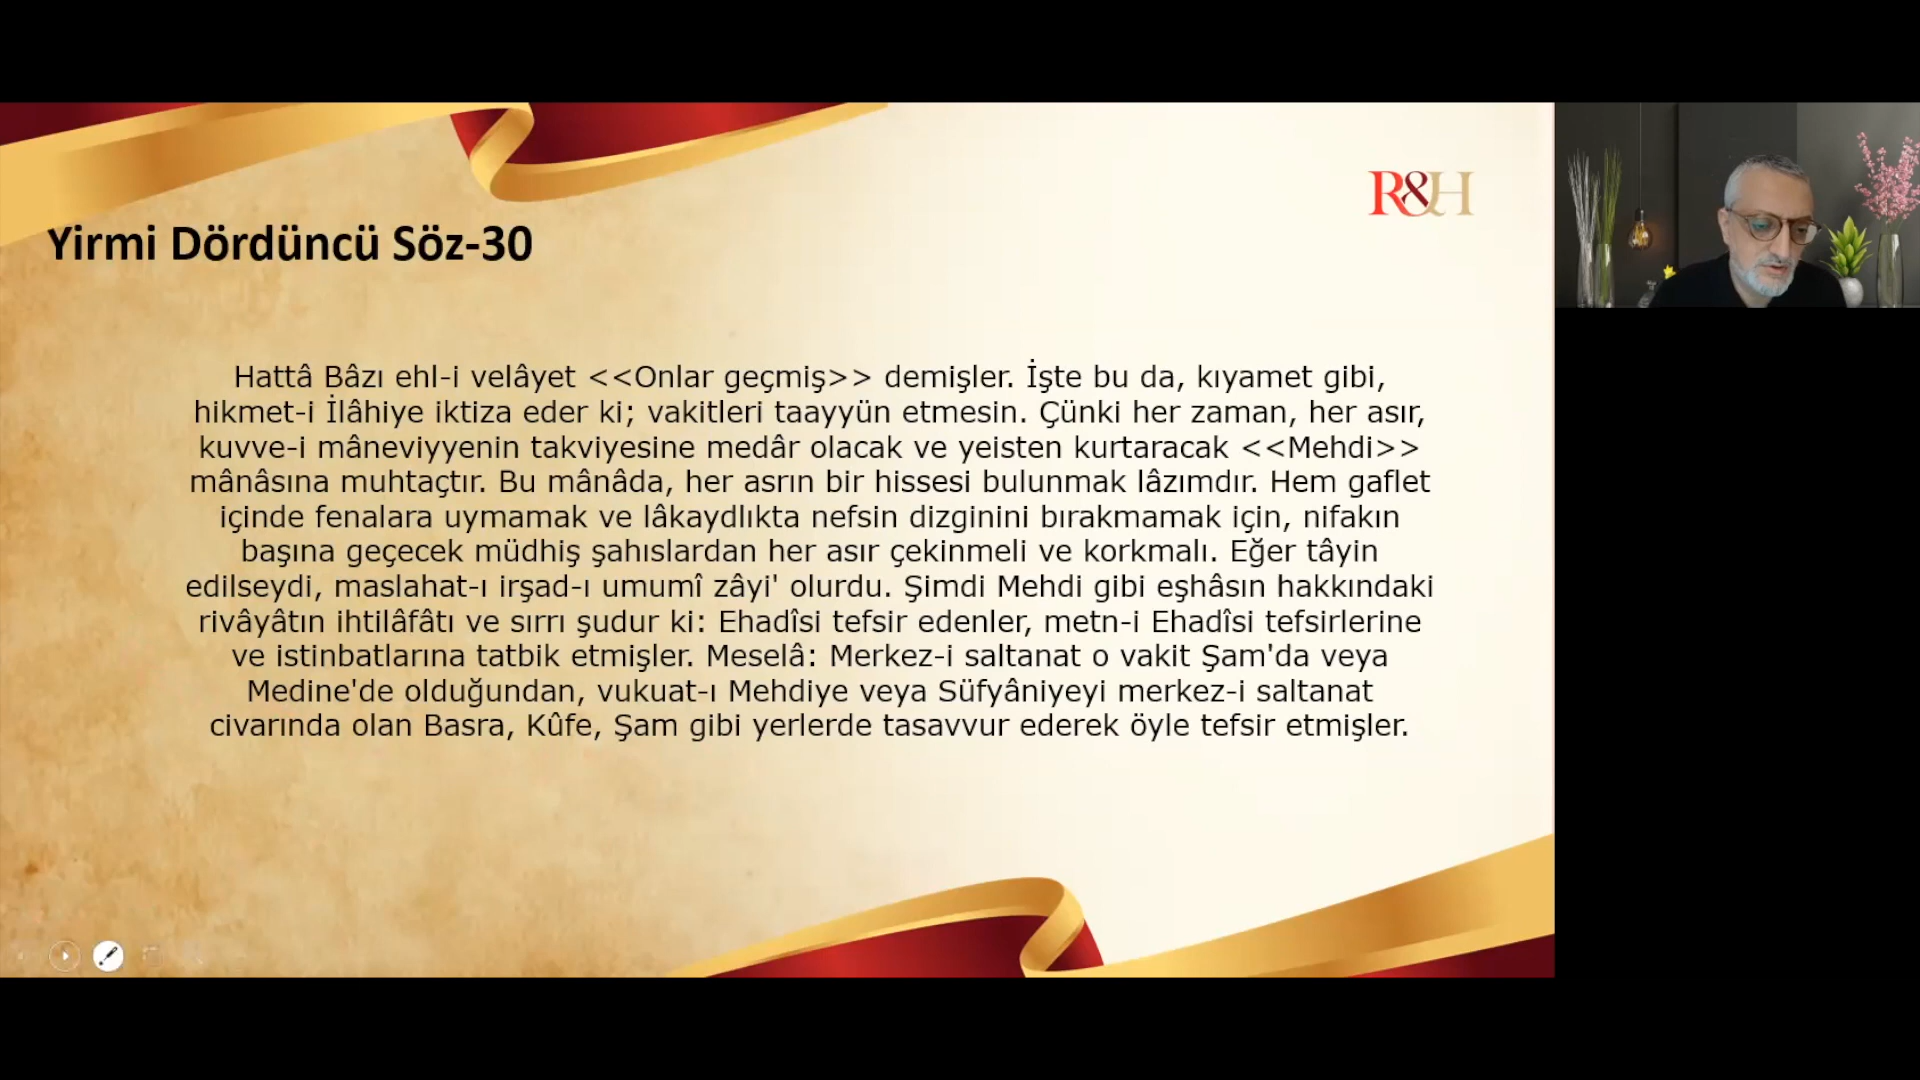 R&H
Yirmi Dördüncü Söz-30
Hattâ Bâzı ehl-i velâyet <<Onlar geçmiş>> demişler. İşte bu da, kıyamet gibi,
hikmet-i İlâhiye iktiza eder ki; vakitleri taayyün etmesin. Çünki her zaman, her asır,
kuvve-i mâneviyyenin takviyesine medâr olacak ve yeisten kurtaracak <<Mehdi>>
mânâsına muhtaçtır. Bu mânâda, her asrın bir hissesi bulunmak lâzımdır. Hem gaflet
içinde fenalara uymamak ve lâkaydlıkta nefsin dizginini bırakmamak için, nifakın
başına geçecek müdhiş şahıslardan her asır çekinmeli ve korkmalı. Eğer tâyin
edilseydi, maslahat-ı irşad-ı umumî zâyi' olurdu. Şimdi Mehdi gibi eşhâsın hakkındaki
rivâyâtın ihtilâfâtı ve sırrı şudur ki: Ehadîsi tefsir edenler, metn-i Ehadîsi tefsirlerine
ve istinbatlarına tatbik etmişler. Meselâ: Merkez-i saltanat o vakit Şam'da veya
Medine'de olduğundan, vukuat-ı Mehdiye veya Süfyâniyeyi merkez-i saltanat
civarında olan Basra, Kûfe, Şam gibi yerlerde tasavvur ederek öyle tefsir etmişler.